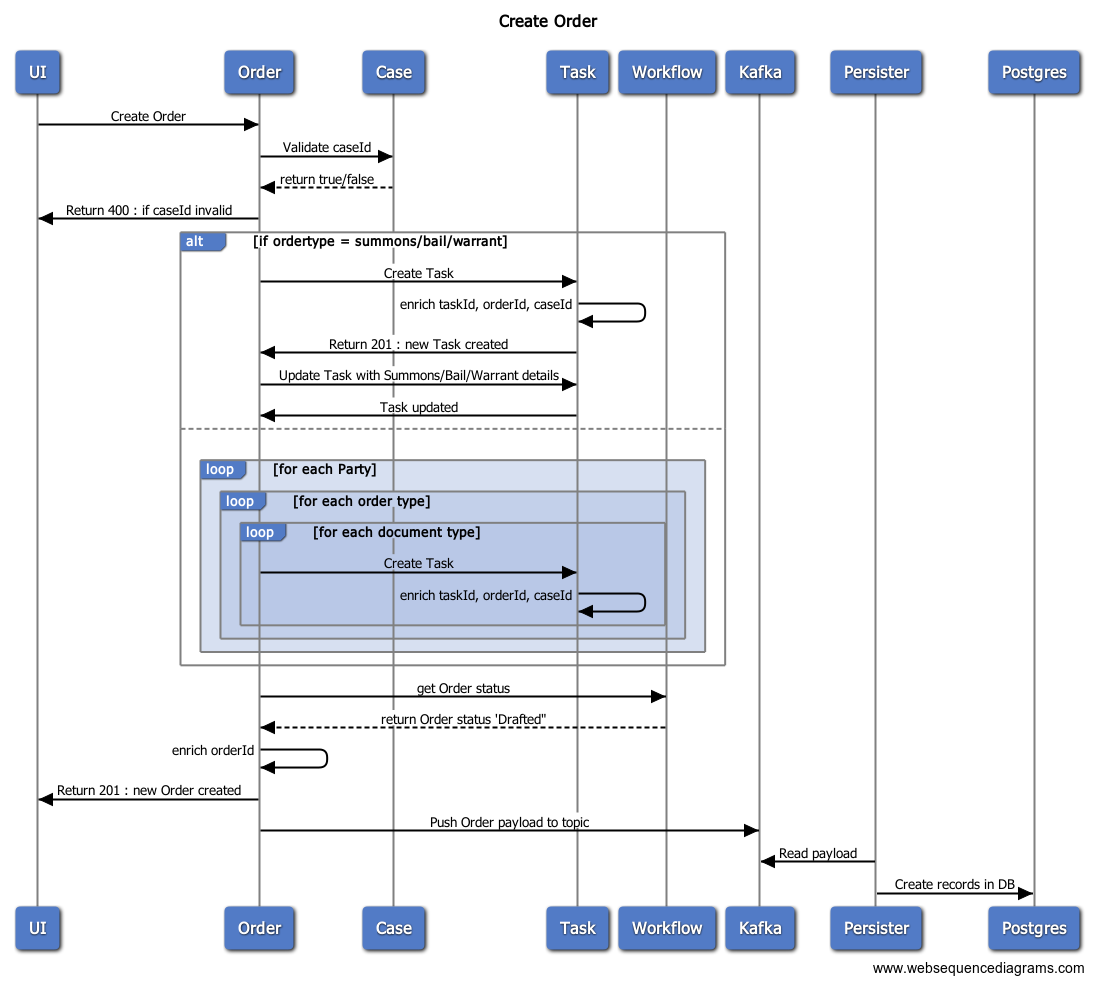 Create Order
UI Order Case Task Workflow Kafka Persister Postgres
Create Order
Validate caseId
return true/false
Return 400 : if caseId invalid
alt [if ordertype = summons/bail/warrant]
Create Task
enrich taskId, orderId, caseId
Return 201 : new Task created
Update Task with Summons/Bail/Warrant details
Task updated
loop [for each Party]
loop [for each order type]
loop [for each document type]
Create Task
enrich taskId, orderId, caseId
get Order status
return Order status 'Drafted"
enrich orderId
Return 201 : new Order created
Push Order payload to topic
Read payload
Create records in DB
UI Order Case Task Workflow Kafka Persister Postgres
www.websequencediagrams.com